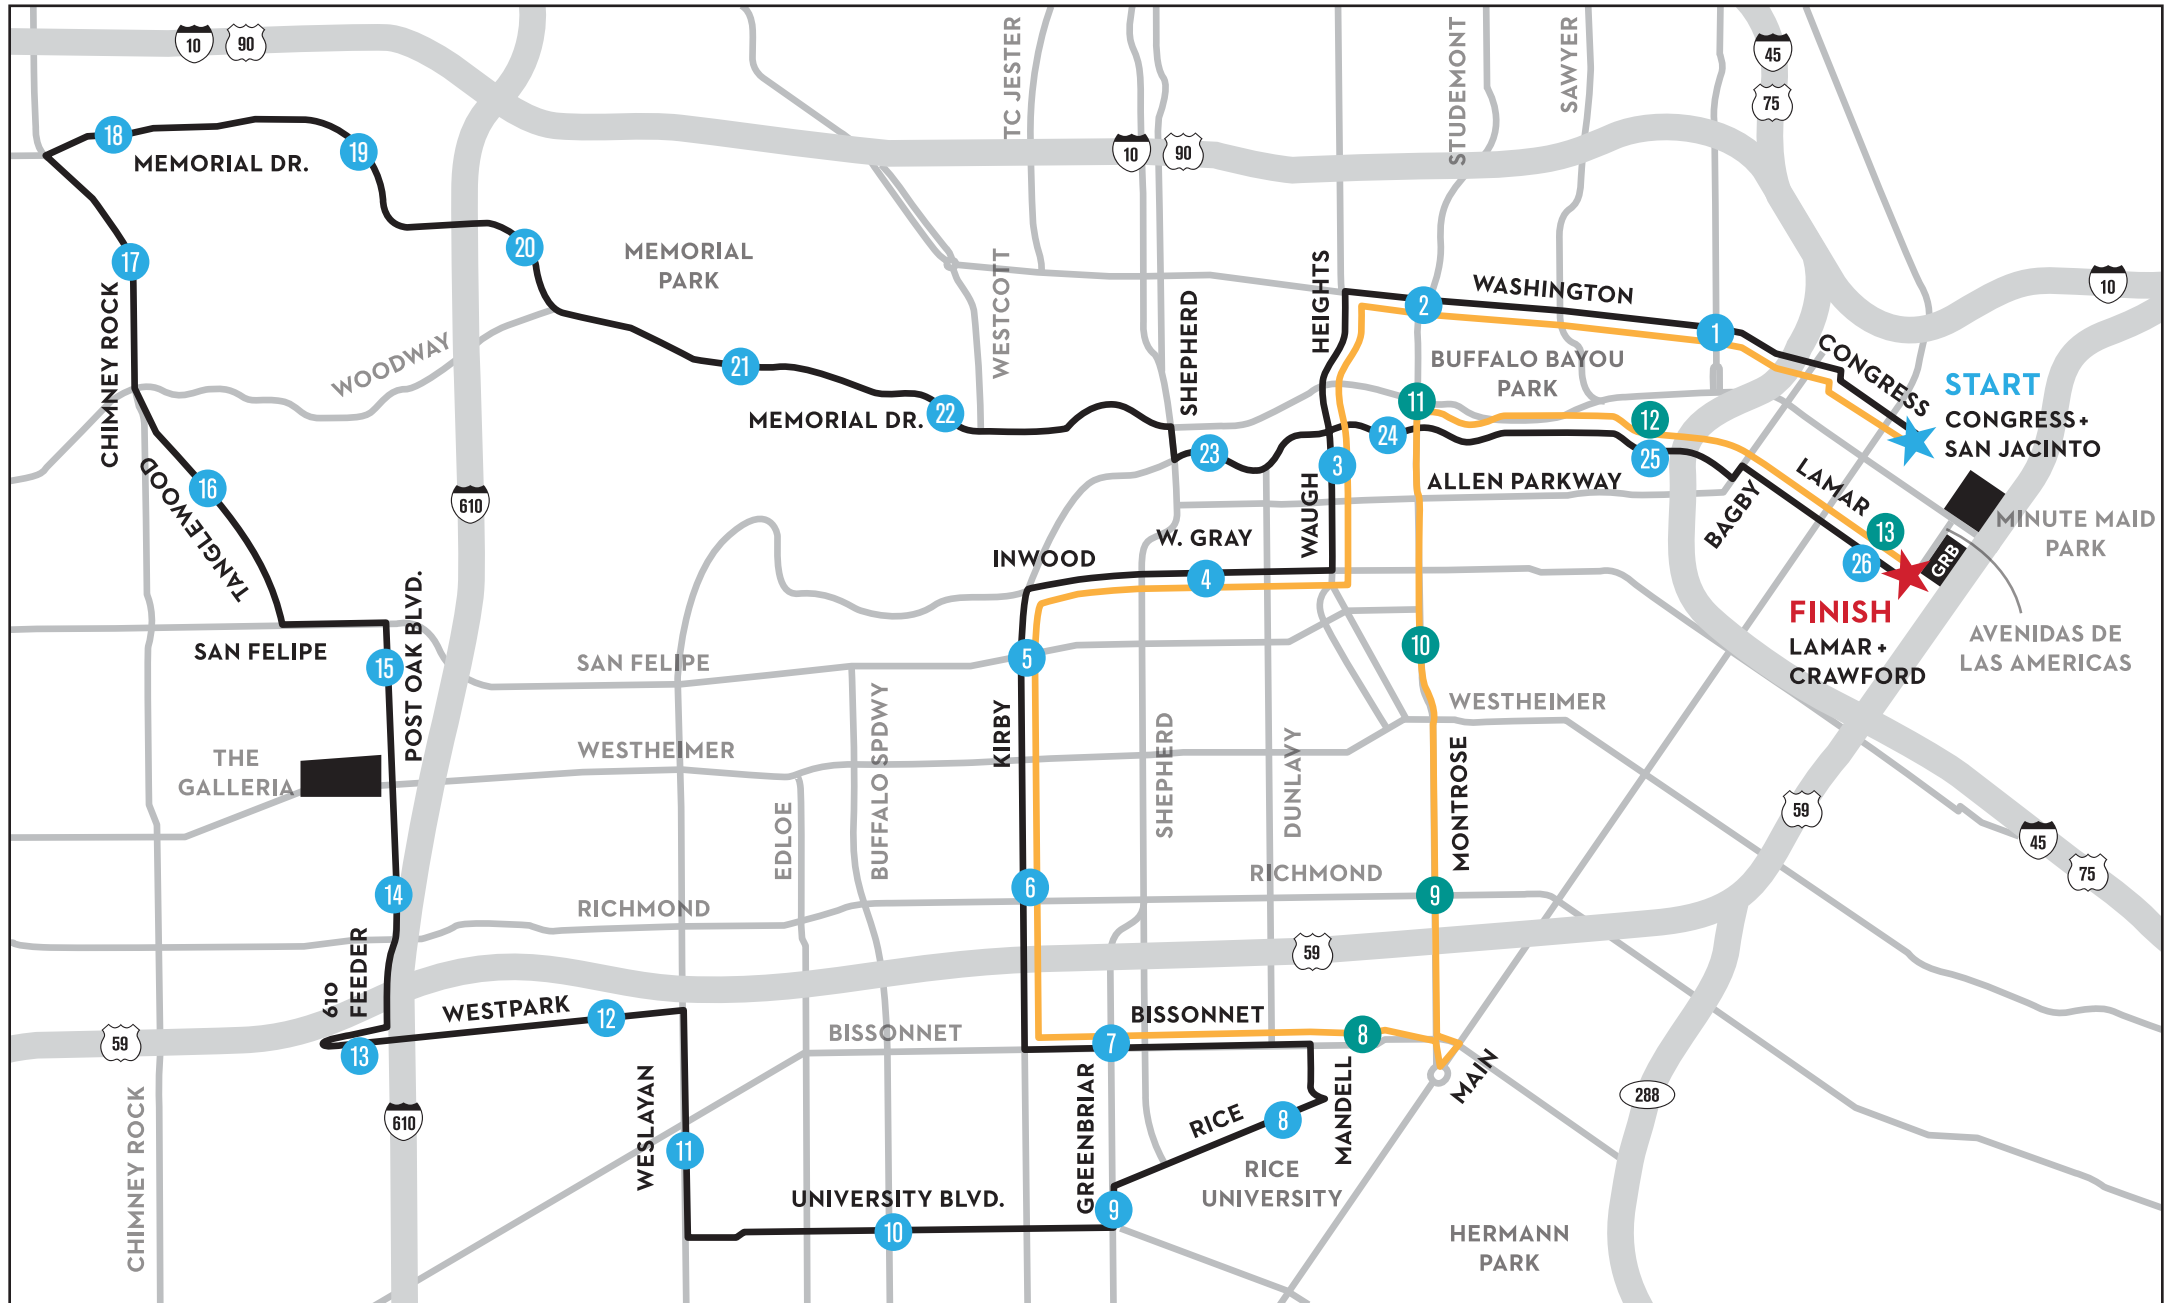 10
90
45
75
TC JESTER
STUDEMONT
SAWYER
18
MEMORIAL DR.
19
10
90
17
20
MEMORIAL
PARK
WESTCOTT
HEIGHTS
2
WASHINGTON
1
10
CHIMNEY ROCK
WOODWAY
21
SHEPHERD
BUFFALO BAYOU
PARK
CONGRESS
START
CONGRESS+
SAN JACINTO
MEMORIAL DR.
22
11
12
23
24
3
25
ALLEN PARKWAY
LAMAR
16
TANGLEWOOD
610
WAUGH
BAGBY
13
26
MINUTE MAID
PARK
GRB
INWOOD
W. GRAY
4
FINISH
LAMAR +
CRAWFORD
AVENIDAS DE
LAS AMERICAS
SAN FELIPE
15
POST OAK BLVD.
SAN FELIPE
5
10
KIRBY
BUFFALO SPDWY
WESTHEIMER
THE
GALLERIA
WESTHEIMER
EDLOE
SHEPHERD
DUNLAVY
MONTROSE
59
45
75
14
RICHMOND
6
RICHMOND
9
610
FEEDER
59
WESTPARK
12
59
13
BISSONNET
BISSONNET
7
8
MAIN
288
CHIMNEY ROCK
610
WESLAYAN
11
GREENBRIAR
RICE
8
MANDELL
RICE
UNIVERSITY
UNIVERSITY BLVD.
10
9
HERMANN
PARK